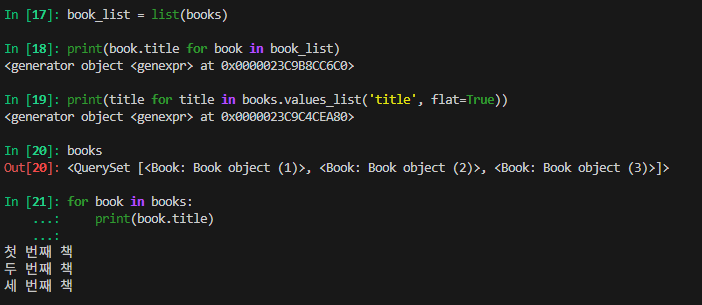 In [17]: book_list = list(books)
In [18]: print(book.title for book in book_list)
<generator object <genexpr> at 0x0000023C9B8CC6C0>
In [19]: print(title for title in books.values_list('title', flat=True))
<generator object <genexpr> at 0x0000023C9C4CEA80>
In [20]: books
Out[20]: <QuerySet [<Book: Book object (1)>, <Book: Book object (2)>, <Book: Book object (3)>]>
In [21]: for book in books:
...: print(book.title)
...:
첫 번째 책
두 번째 책
세 번째 책